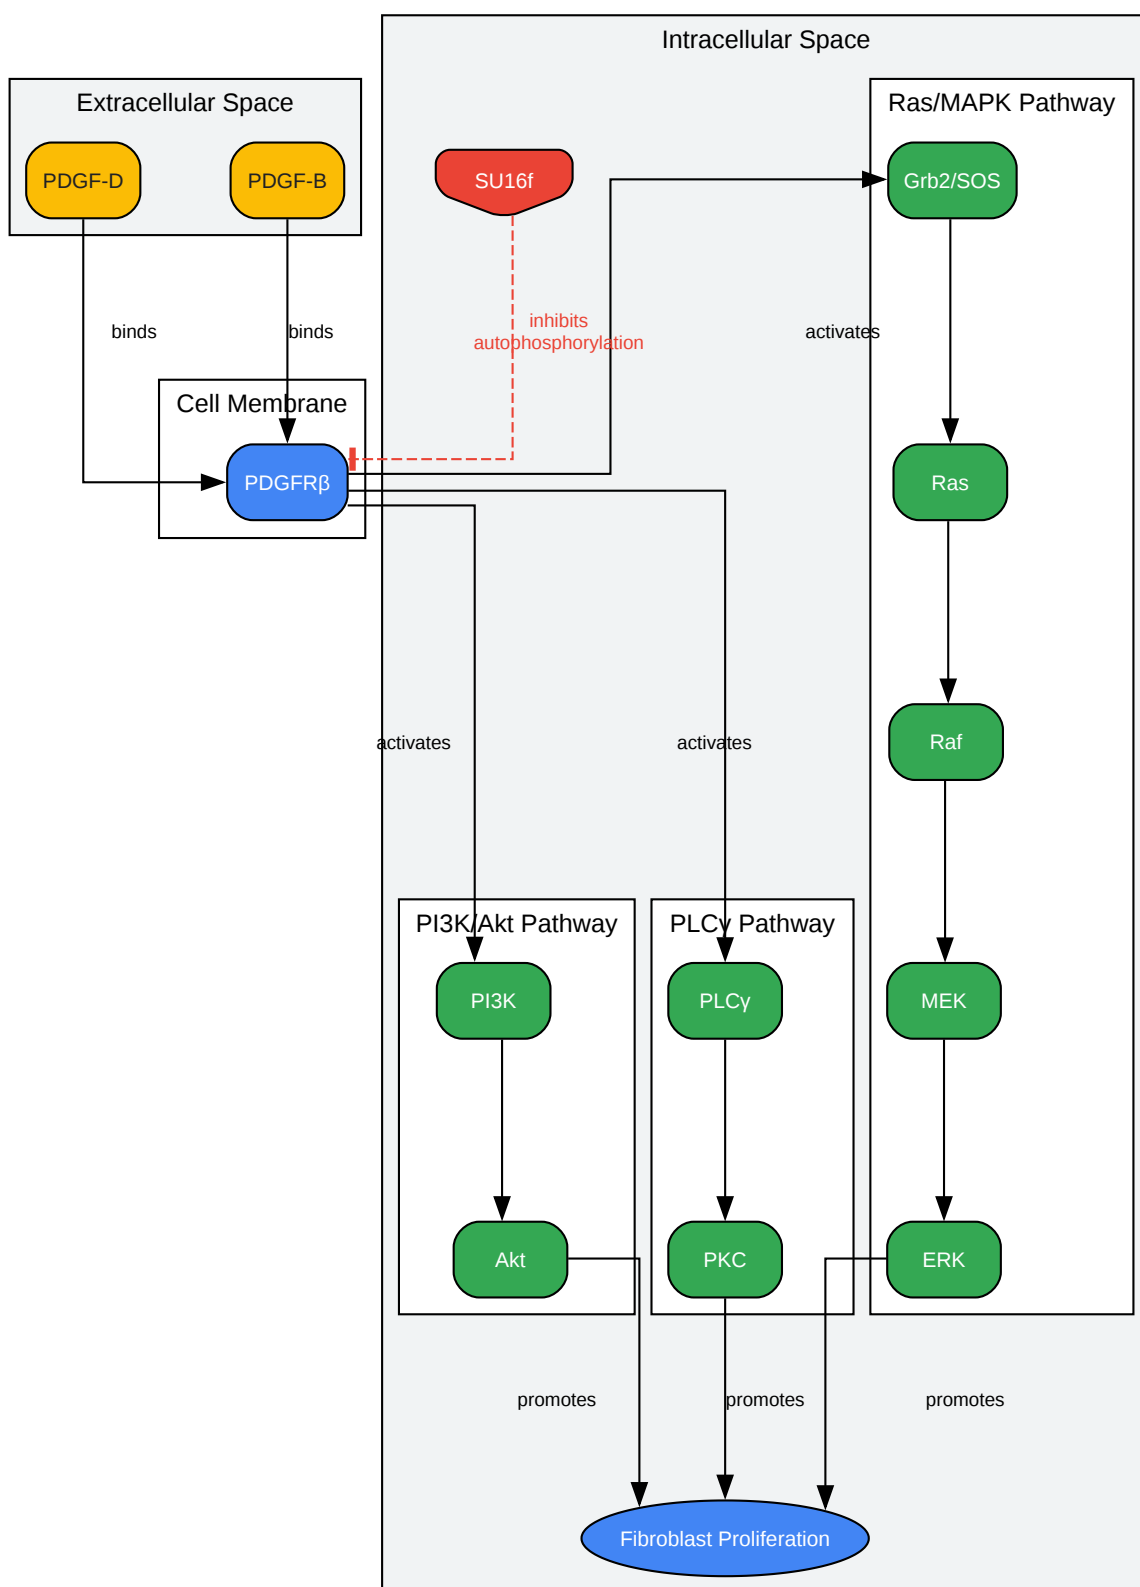 Intracellular Space
Extracellular Space
Ras/MAPK Pathway
PDGF-D
PDGF-B
SU16f
Grb2/SOS
binds
binds
inhibits
autophosphorylation
activates
Cell Membrane
PDGFRβ
Ras
activates
activates
Raf
PI3K/Akt Pathway
PLCγ Pathway
PI3K
PLCγ
MEK
Akt
PKC
ERK
promotes
promotes
promotes
Fibroblast Proliferation